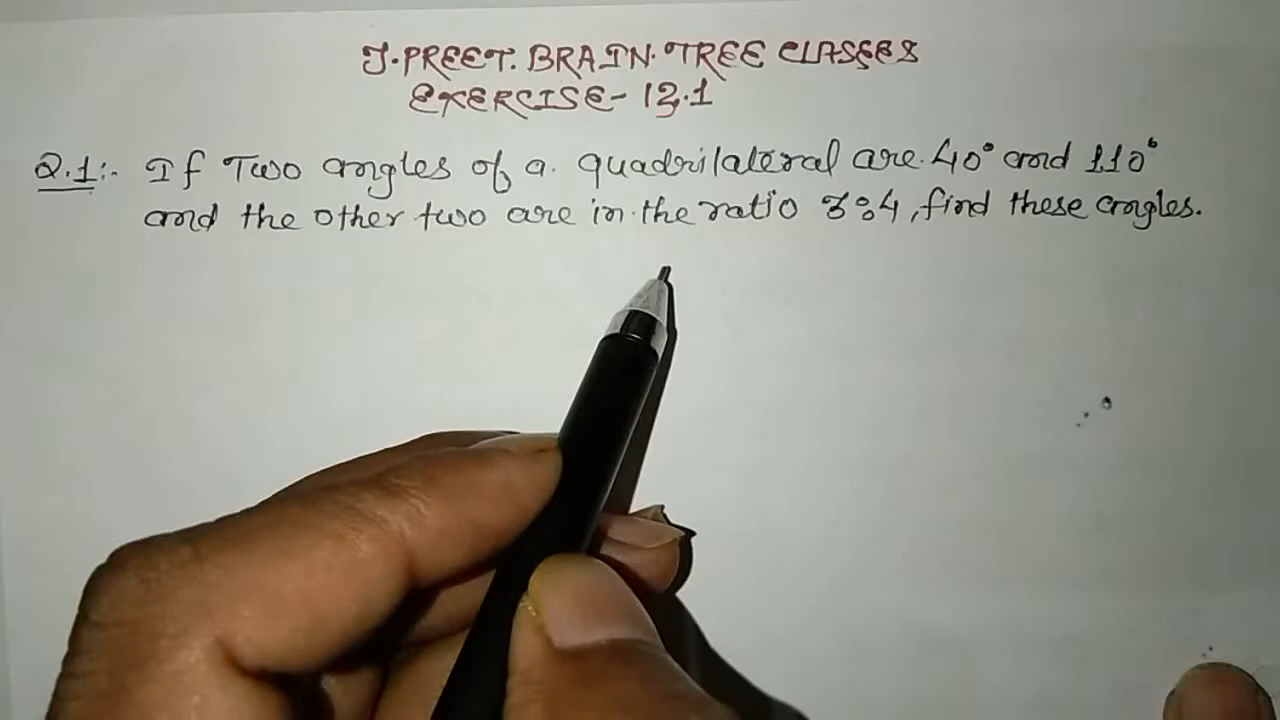 J.PREET. BRAIN. TREE CLASSES
EXERCISE- 13.1
Q.1:- If Two angles of a. quadrilateral are. 40° and 110°
and the other two are in the ratio 3:4, find these angles.